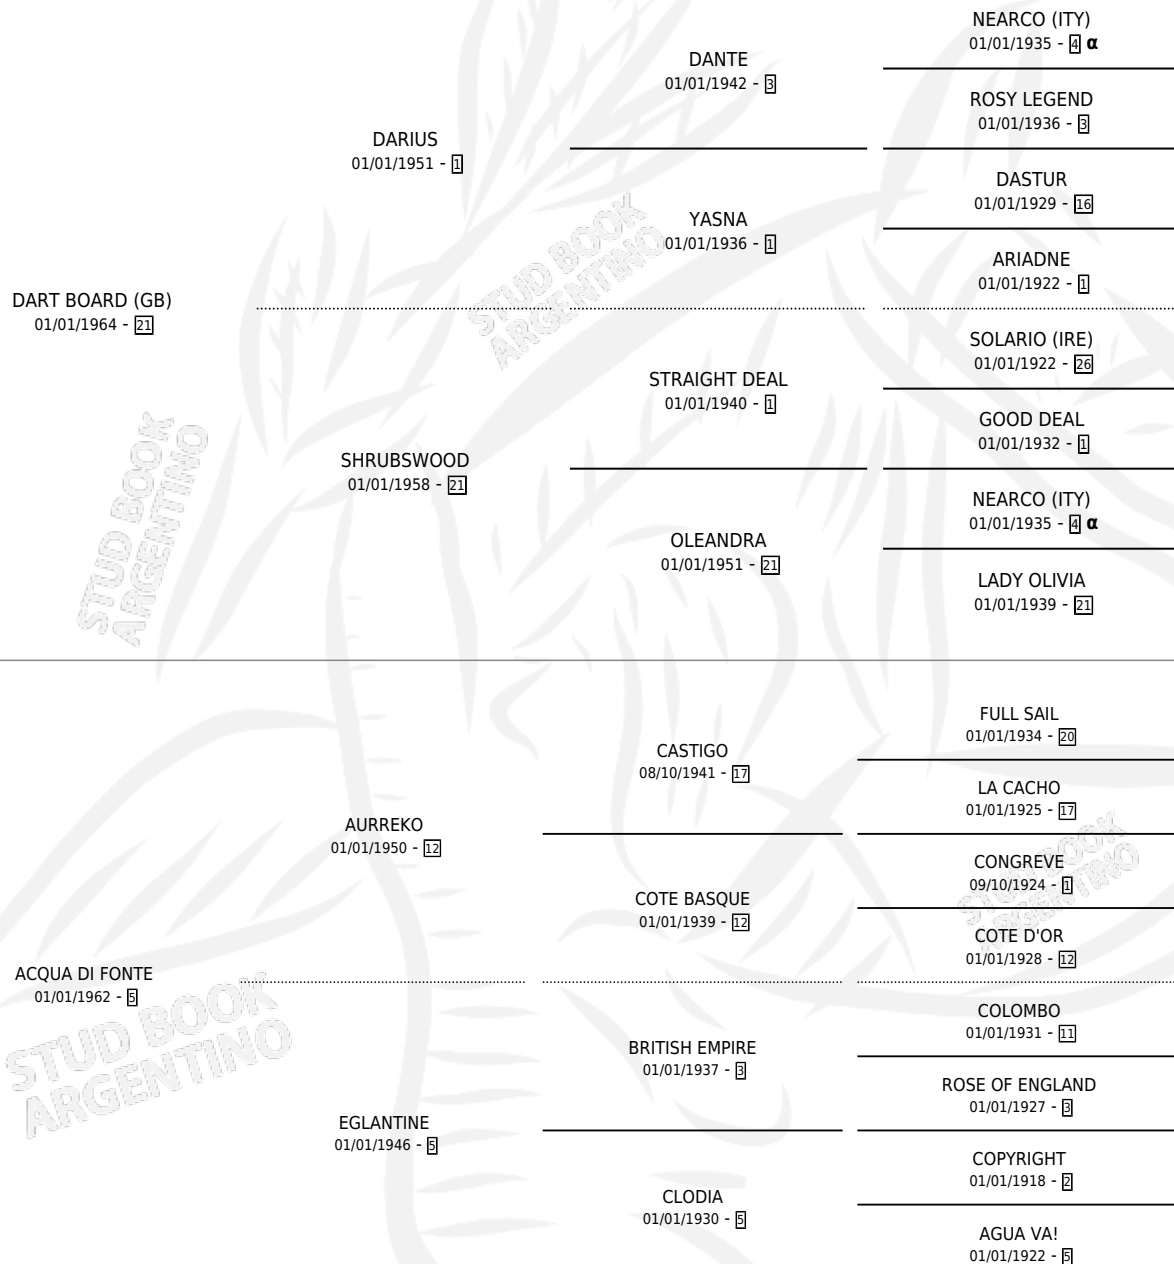 NEARCO (ITY)
01/01/1935 - 4 α
DANTE
01/01/1942 - 3
ROSY LEGEND
01/01/1936 - 3
DARIUS
01/01/1951 - 1
DASTUR
01/01/1929 - 16
YASNA
01/01/1936 - 1
ARIADNE
01/01/1922 - 1
DART BOARD (GB)
01/01/1964 - 21
SOLARIO (IRE)
01/01/1922 - 26
STRAIGHT DEAL
01/01/1940 - 1
GOOD DEAL
01/01/1932 - 1
SHRUBSWOOD
01/01/1958 - 21
NEARCO (ITY)
01/01/1935 - 4 α
OLEANDRA
01/01/1951 - 21
LADY OLIVIA
01/01/1939 - 21
FULL SAIL
01/01/1934 - 20
CASTIGO
08/10/1941 - 17
LA CACHO
01/01/1925 - 17
AURREKO
01/01/1950 - 12
CONGREVE
09/10/1924 - 1
COTE BASQUE
01/01/1939 - 12
COTE D'OR
01/01/1928 - 12
ACQUA DI FONTE
01/01/1962 - 5
COLOMBO
01/01/1931 - 11
BRITISH EMPIRE
01/01/1937 - 3
ROSE OF ENGLAND
01/01/1927 - 3
EGLANTINE
01/01/1946 - 5
COPYRIGHT
01/01/1918 - 2
CLODIA
01/01/1930 - 5
AGUA VA!
01/01/1922 - 5
STUD BOOK
ARGENTINO
STUD BOOK
ARGENTINO
STUD BOOK
ARGENTINO
STUD BOOK
ARGENTINO